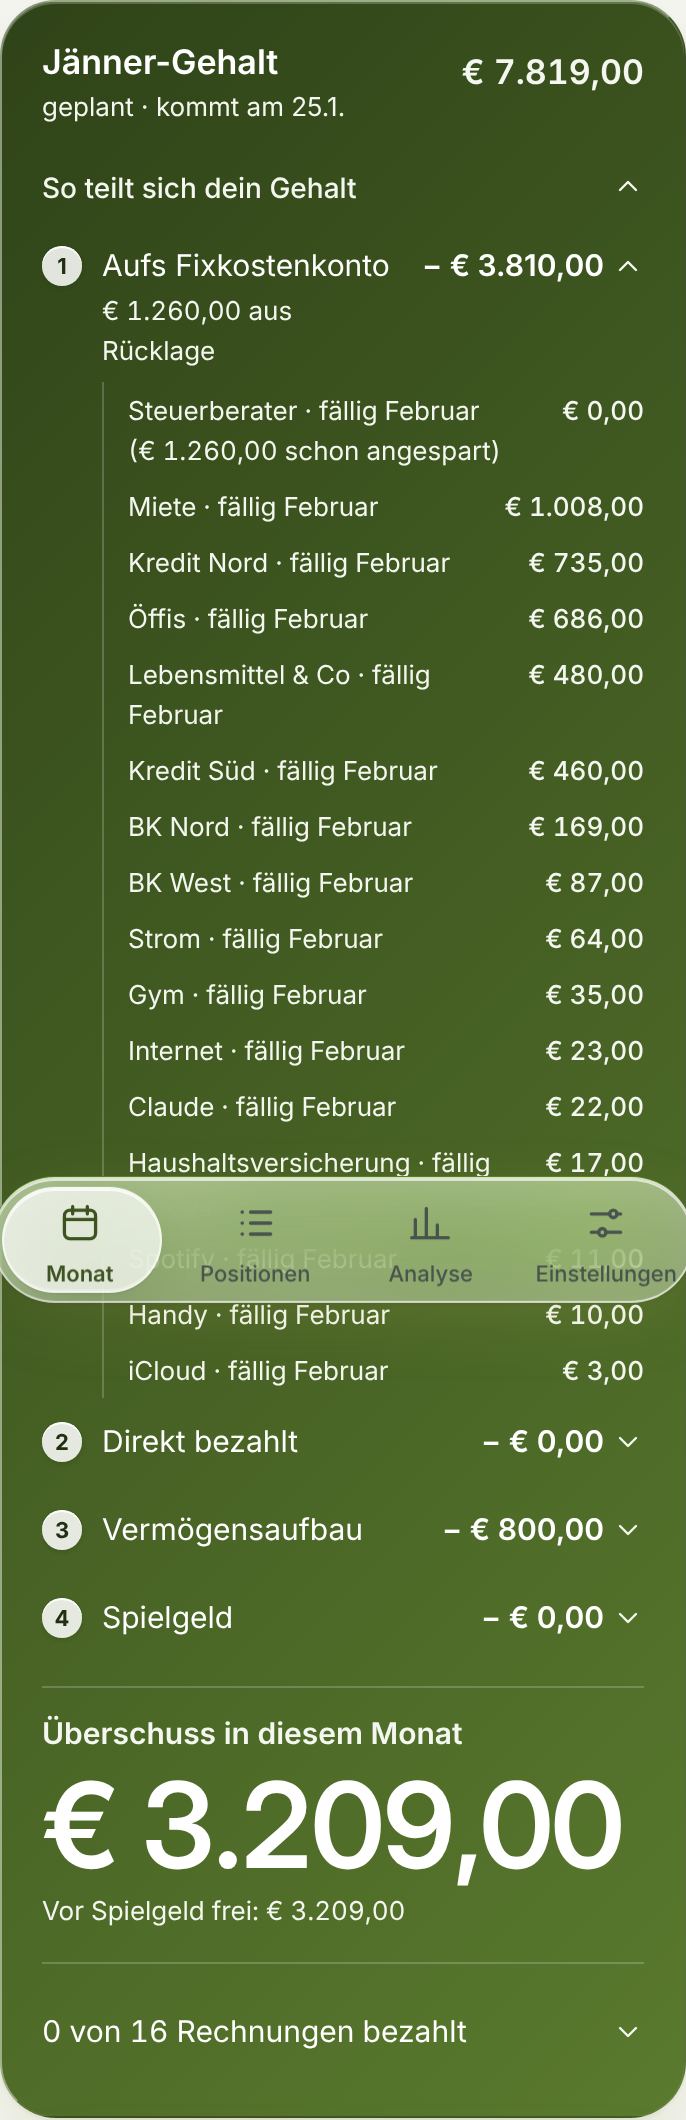 Jänner-Gehalt
€ 7.819,00
geplant · kommt am 25.1.
So teilt sich dein Gehalt
1 Aufs Fixkostenkonto – € 3.810,00
€ 1.260,00 aus
Rücklage
Steuerberater · fällig Februar € 0,00
(€ 1.260,00 schon angespart)
Miete · fällig Februar € 1.008,00
Kredit Nord · fällig Februar € 735,00
Öffis · fällig Februar € 686,00
Lebensmittel & Co · fällig € 480,00
Februar
Kredit Süd · fällig Februar € 460,00
BK Nord · fällig Februar € 169,00
BK West · fällig Februar € 87,00
Strom · fällig Februar € 64,00
Gym · fällig Februar € 35,00
Internet · fällig Februar € 23,00
Claude · fällig Februar € 22,00
Haushaltsversicherung · fällig € 17,00
Spotify · fällig Februar € 11,00
Monat Positionen Analyse Einstellungen
Handy · fällig Februar € 10,00
iCloud · fällig Februar € 3,00
2 Direkt bezahlt – € 0,00
3 Vermögensaufbau – € 800,00
4 Spielgeld – € 0,00
Überschuss in diesem Monat
€ 3.209,00
Vor Spielgeld frei: € 3.209,00
0 von 16 Rechnungen bezahlt